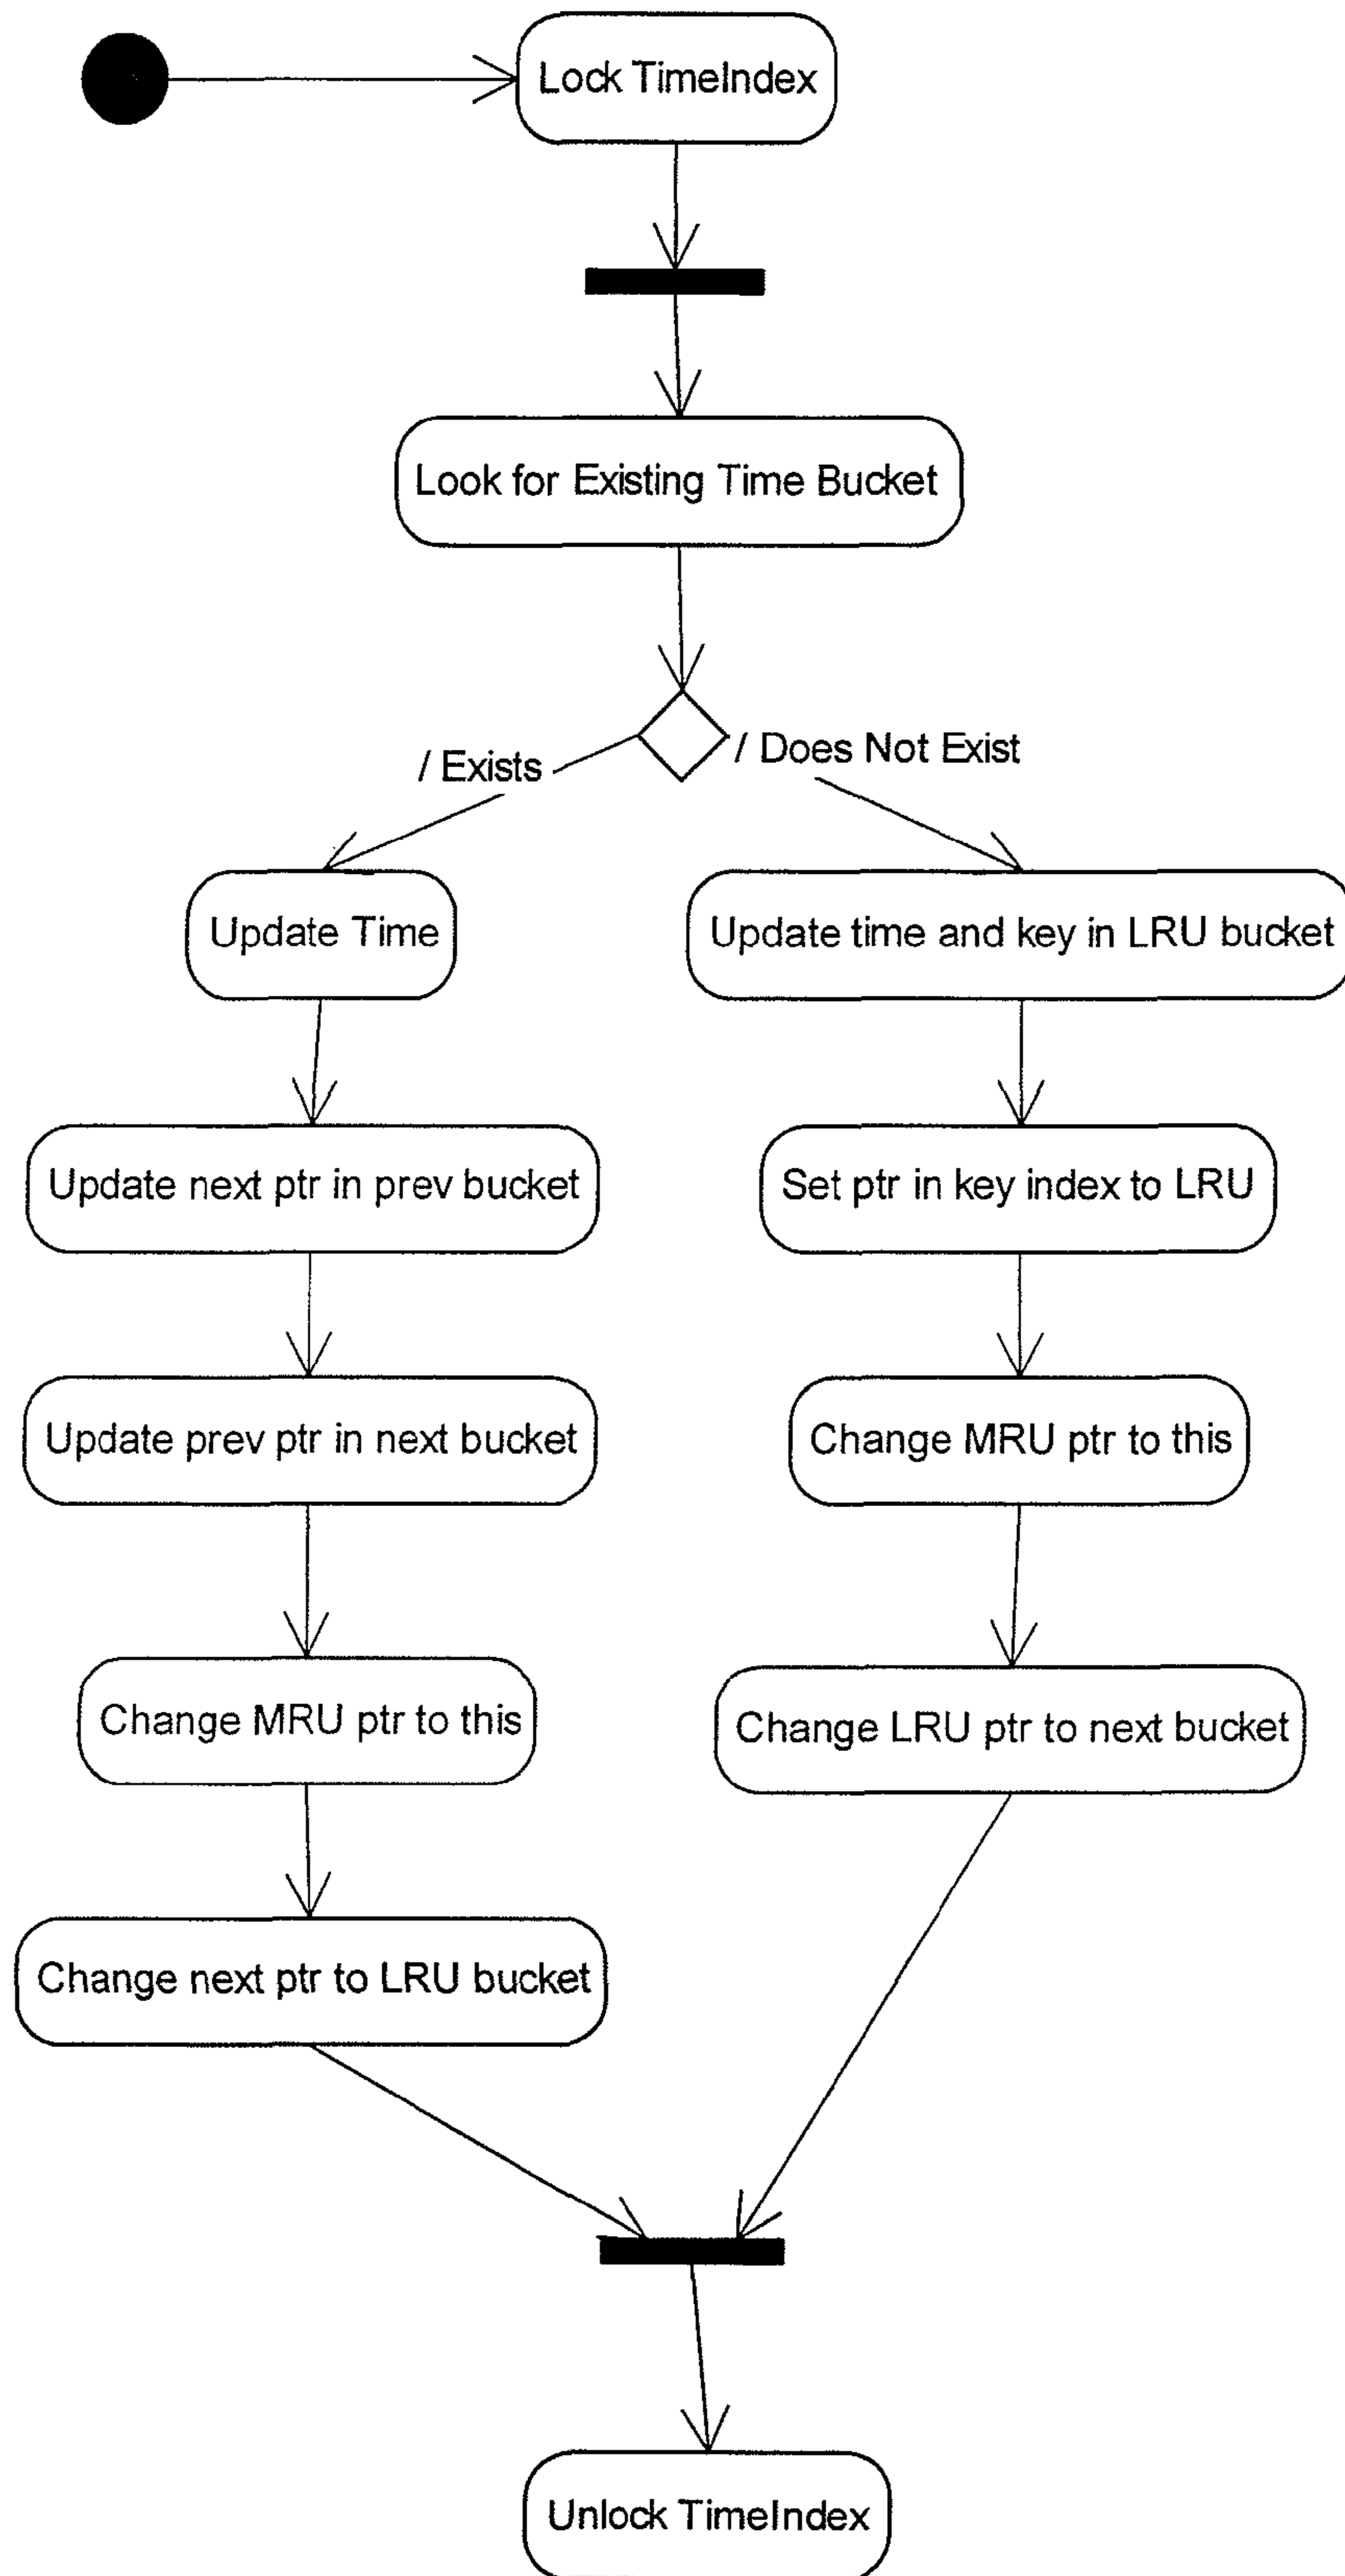 Lock TimeIndex
Look for Existing Time Bucket
/ Exists
/ Does Not Exist
Update Time
Update time and key in LRU bucket
Update next ptr in prev bucket
Set ptr in key index to LRU
Update prev ptr in next bucket
Change MRU ptr to this
Change MRU ptr to this
Change LRU ptr to next bucket
Change next ptr to LRU bucket
Unlock TimeIndex